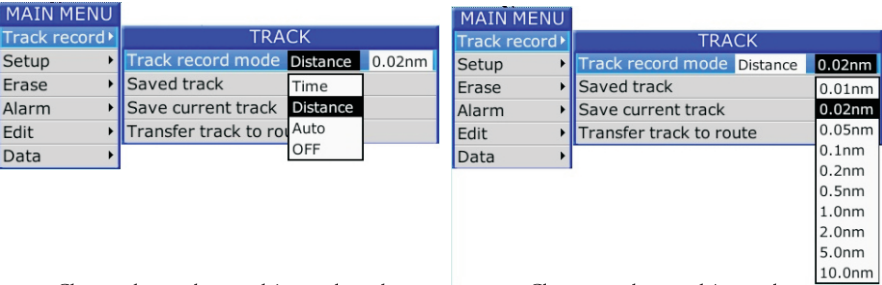 MAIN MENU
Track record
Setup
Erase
Alarm
Edit
Data
TRACK
Track record mode Distance 0.02nm
Saved track
Save current track
Transfer track to
Time
Distance
Auto
OFF
MAIN MENU
Track record
Setup
Erase
Alarm
Edit
Data
TRACK
Track record mode Distance 0.02nm
Saved track
Save current track
Transfer track to route
0.01nm
0.02nm
0.05nm
0.1nm
0.2nm
0.5nm
1.0nm
2.0nm
5.0nm
10.0nm